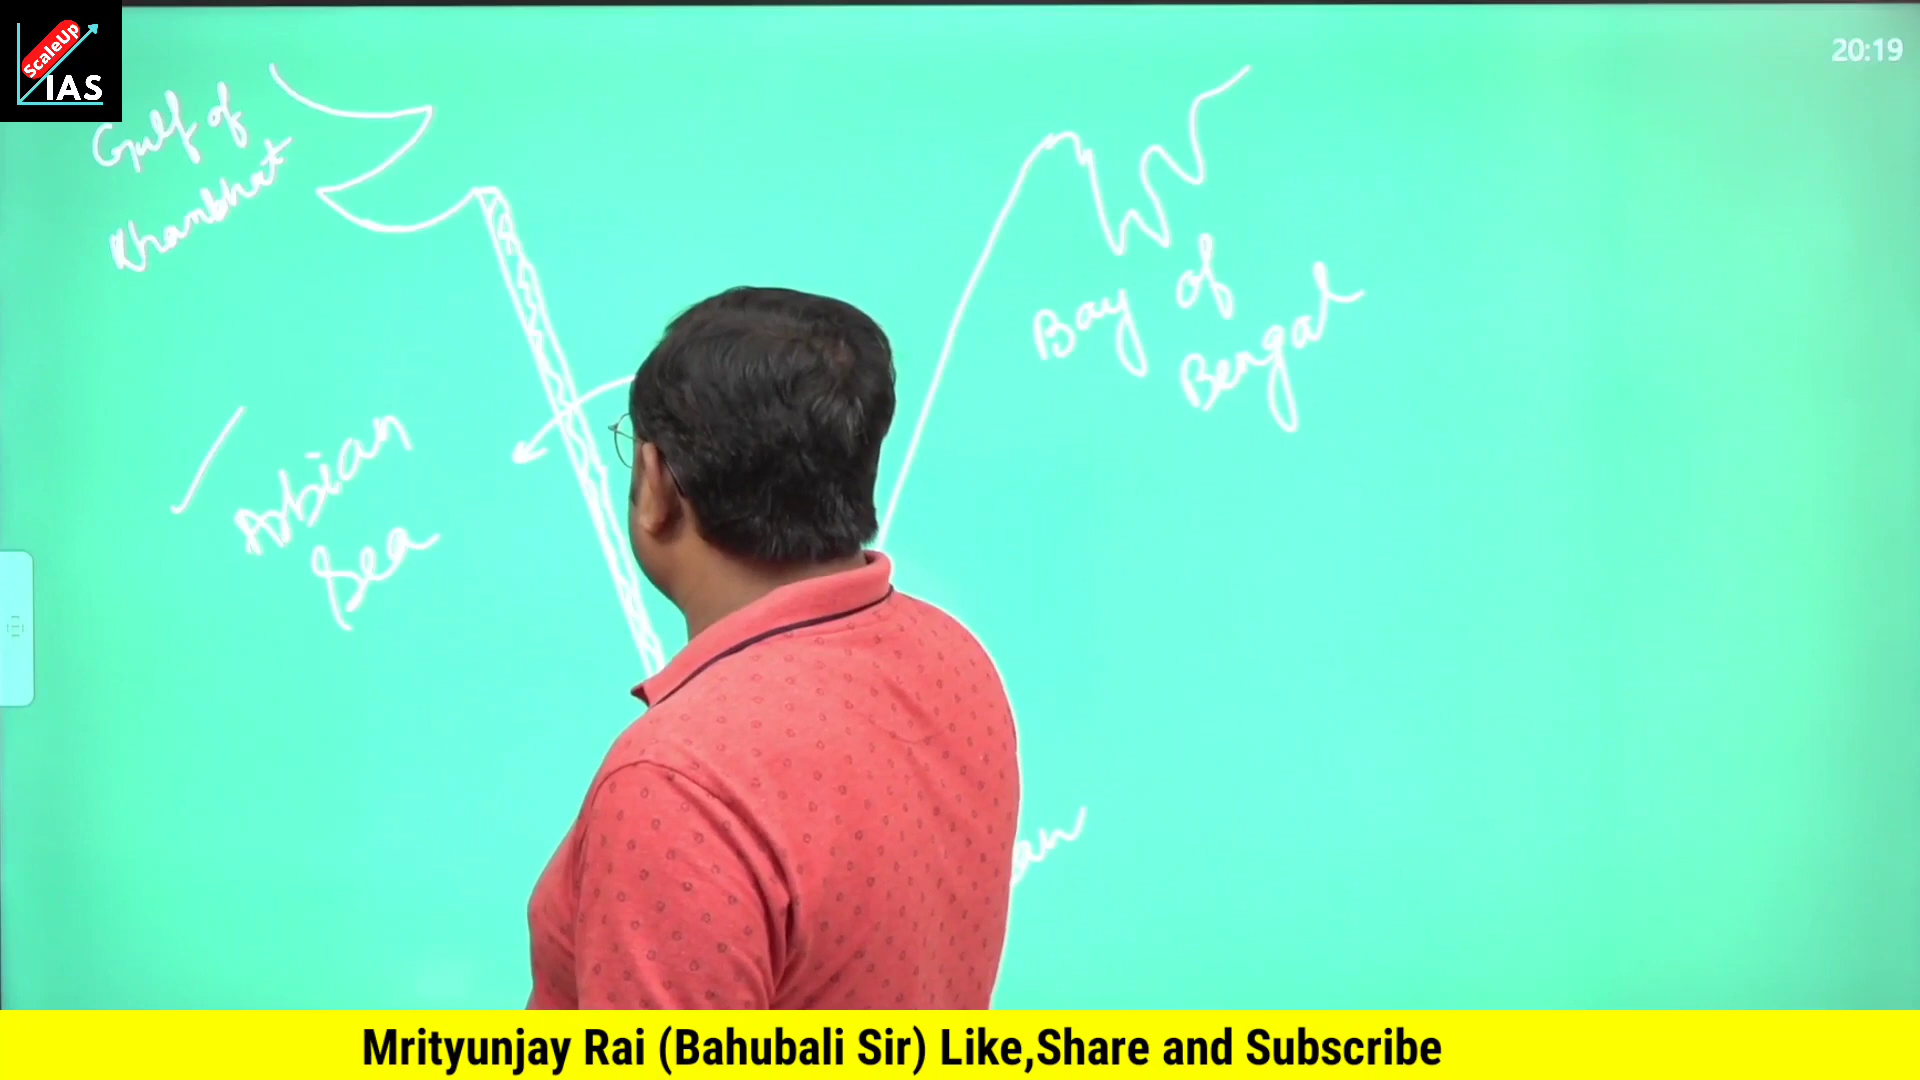 ScaleUp
IAS
20:19
Gulf of
Khambhat
Bay of
Bengal
Arbian
Sea
Mrityunjay Rai (Bahubali Sir) Like,Share and Subscribe